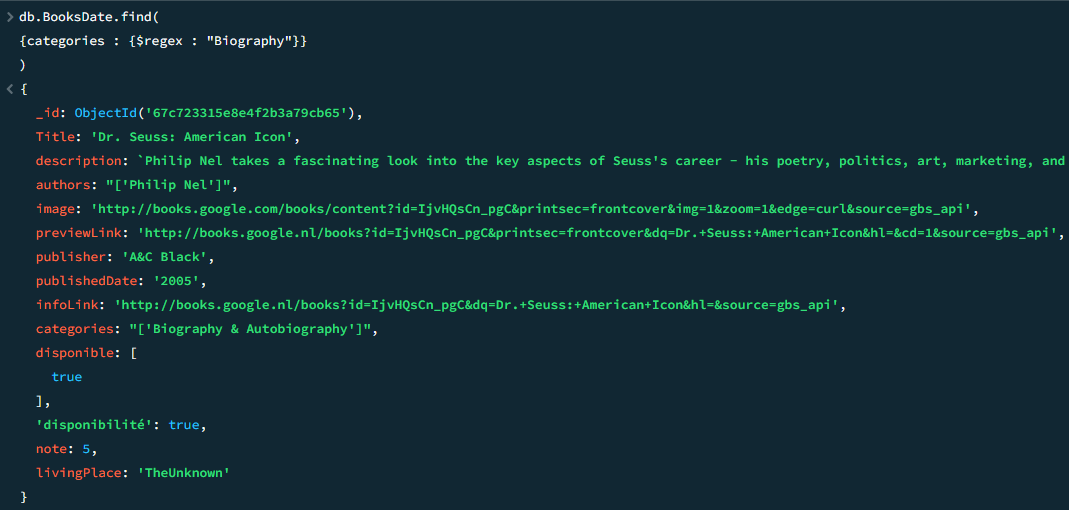 > db.BooksDate.find(
{categories : {$regex : "Biography"}}
)
< {
_id: ObjectId('67c723315e8e4f2b3a79cb65'),
Title: 'Dr. Seuss: American Icon',
description: `Philip Nel takes a fascinating look into the key aspects of Seuss's career - his poetry, politics, art, marketing, and
authors: "['Philip Nel']",
image: 'http://books.google.com/books/content?id=IjvHQsCn_pgC&printsec=frontcover&img=1&zoom=1&edge=curl&source=gbs_api',
previewLink: 'http://books.google.nl/books?id=IjvHQsCn_pgC&printsec=frontcover&dq=Dr.+Seuss:+American+Icon&hl=&cd=1&source=gbs_api',
publisher: 'A&C Black',
publishedDate: '2005',
infoLink: 'http://books.google.nl/books?id=IjvHQsCn_pgC&dq=Dr.+Seuss:+American+Icon&hl=&source=gbs_api',
categories: "['Biography & Autobiography']",
disponible: [
true
],
'disponibilité': true,
note: 5,
livingPlace: 'TheUnknown'
}